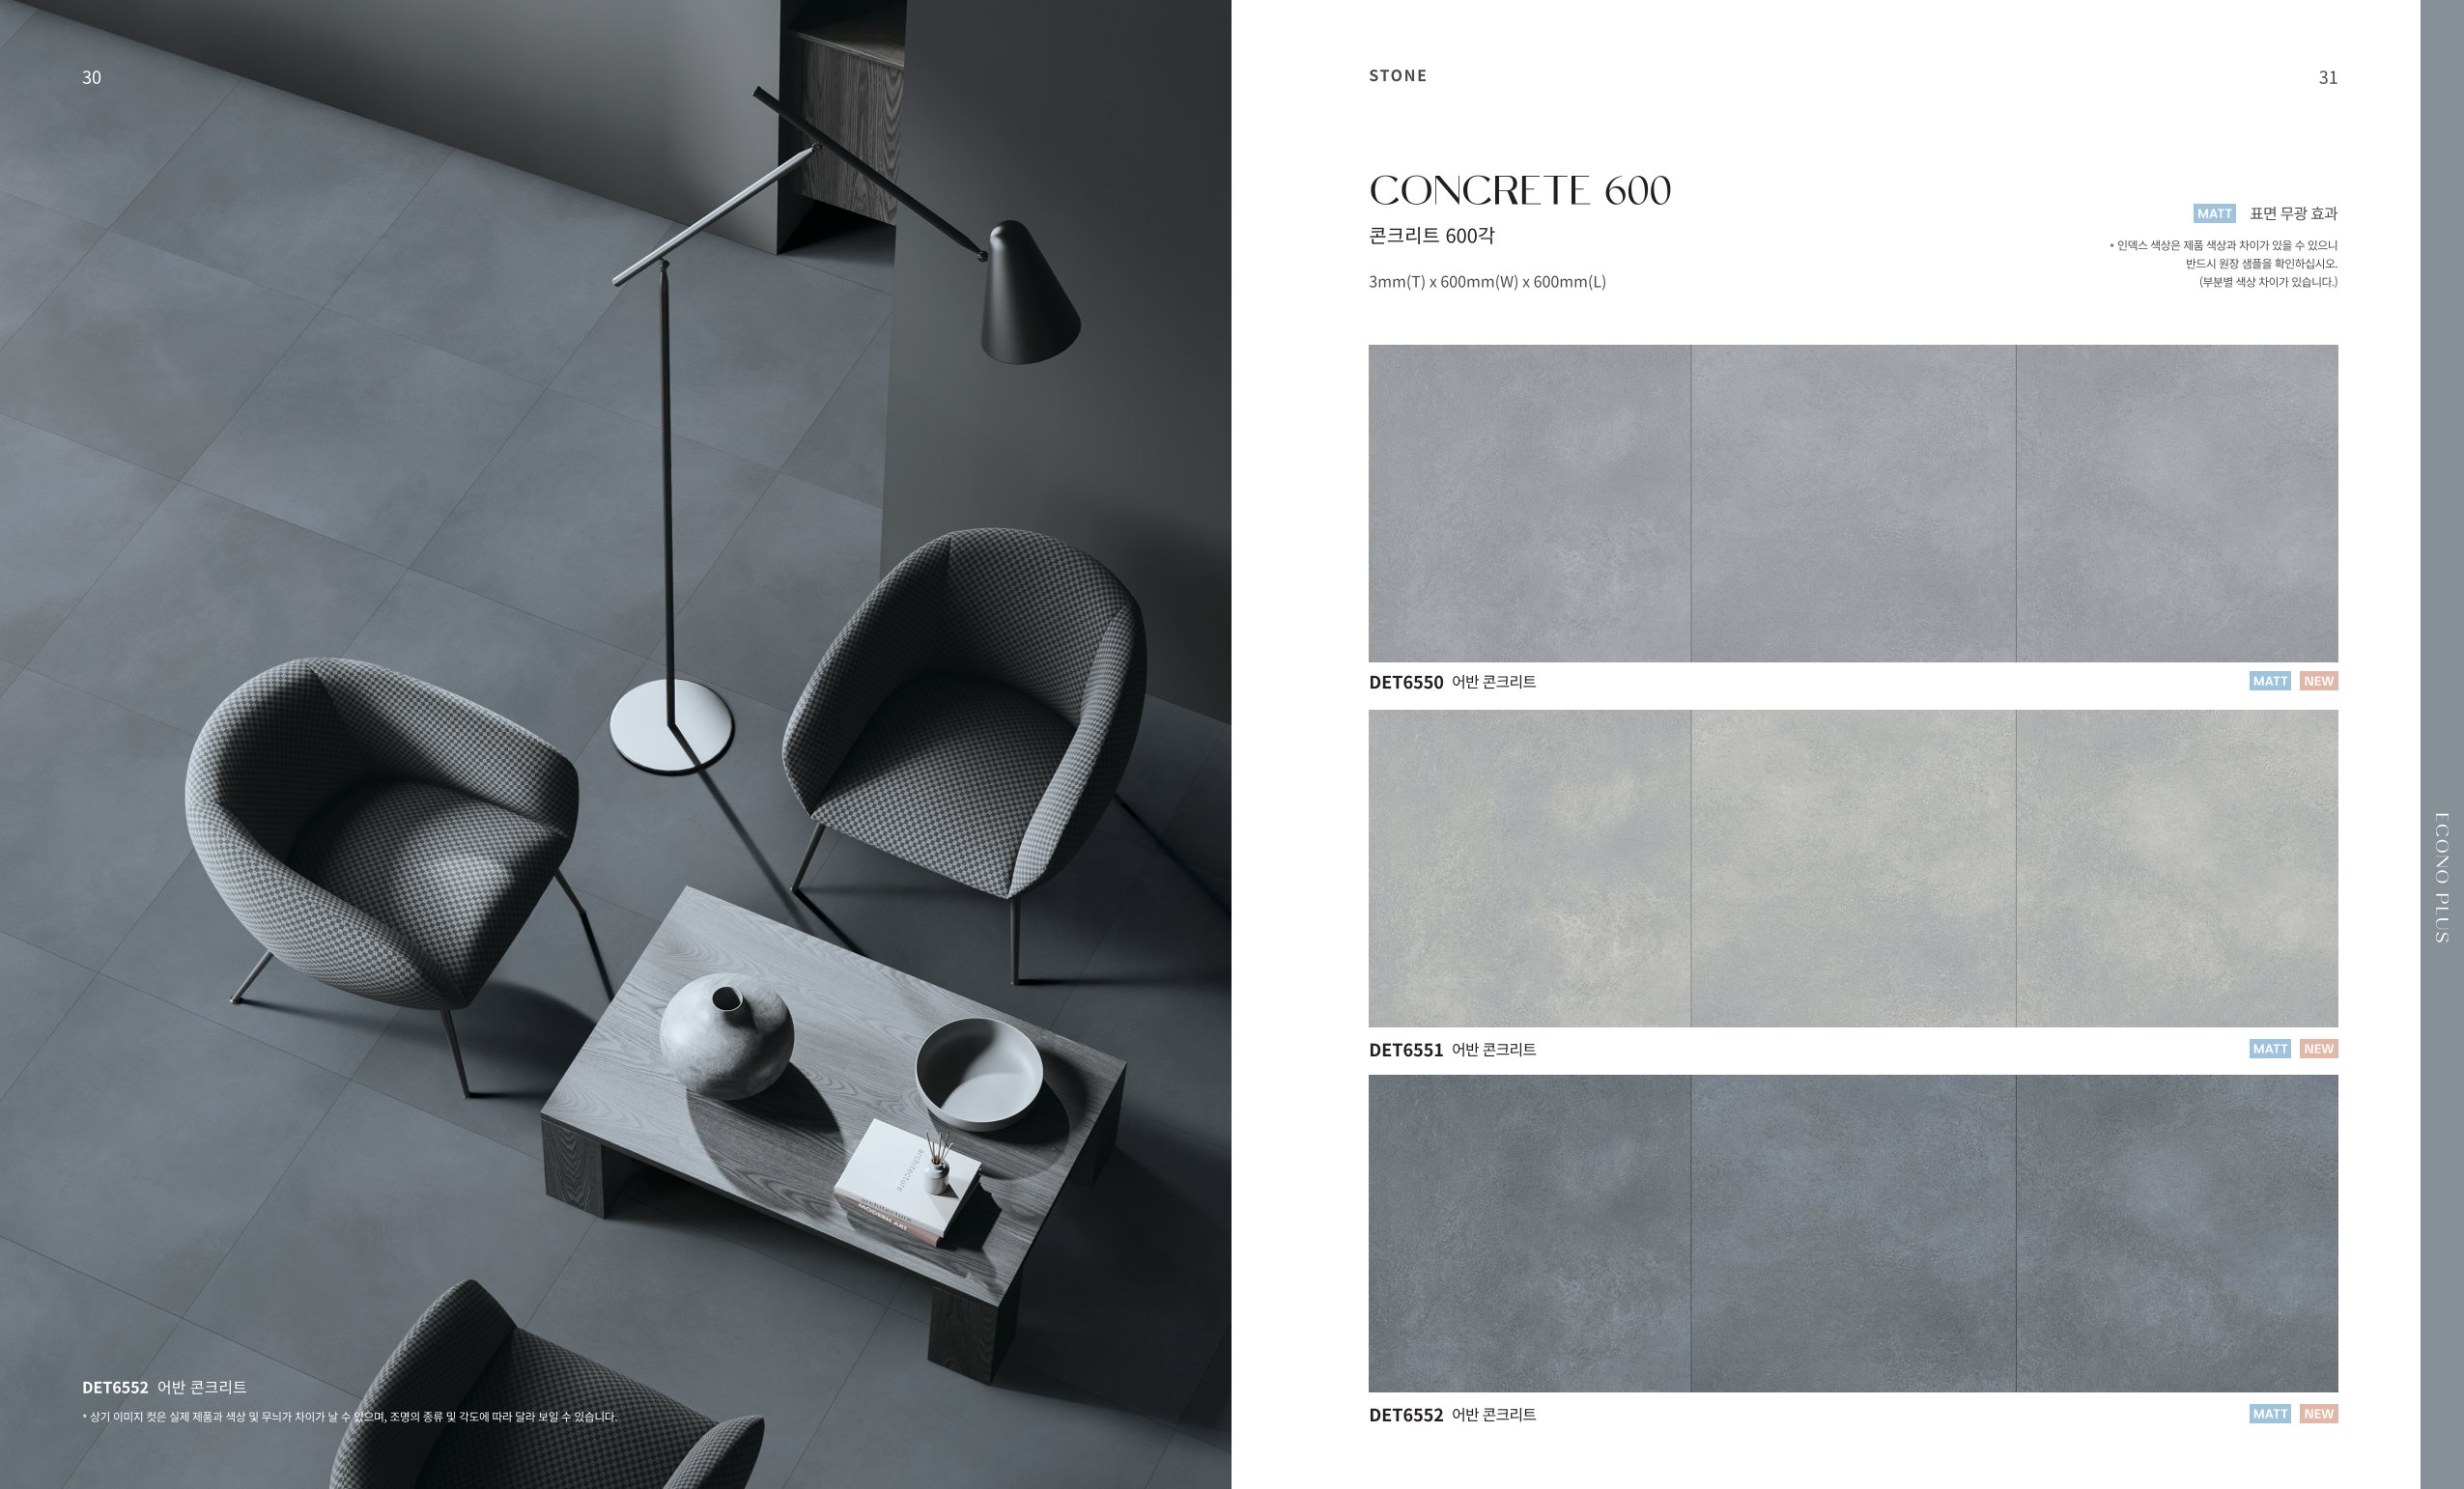 30
architecture
architecture
MODERN ART
DET6552 어반 콘크리트
* 상기 이미지 컷은 실제 제품과 색상 및 무늬가 차이가 날 수 있으며, 조명의 종류 및 각도에 따라 달라 보일 수 있습니다.
STONE
31
CONCRETE 600
콘크리트 600각
3mm(T) x 600mm(W) x 600mm(L)
MATT 표면 무광 효과
* 인덱스 색상은 제품 색상과 차이가 있을 수 있으니
반드시 원장 샘플을 확인하십시오.
(부분별 색상 차이가 있습니다.)
DET6550 어반 콘크리트 MATT NEW
DET6551 어반 콘크리트 MATT NEW
DET6552 어반 콘크리트 MATT NEW
ECONO PLUS